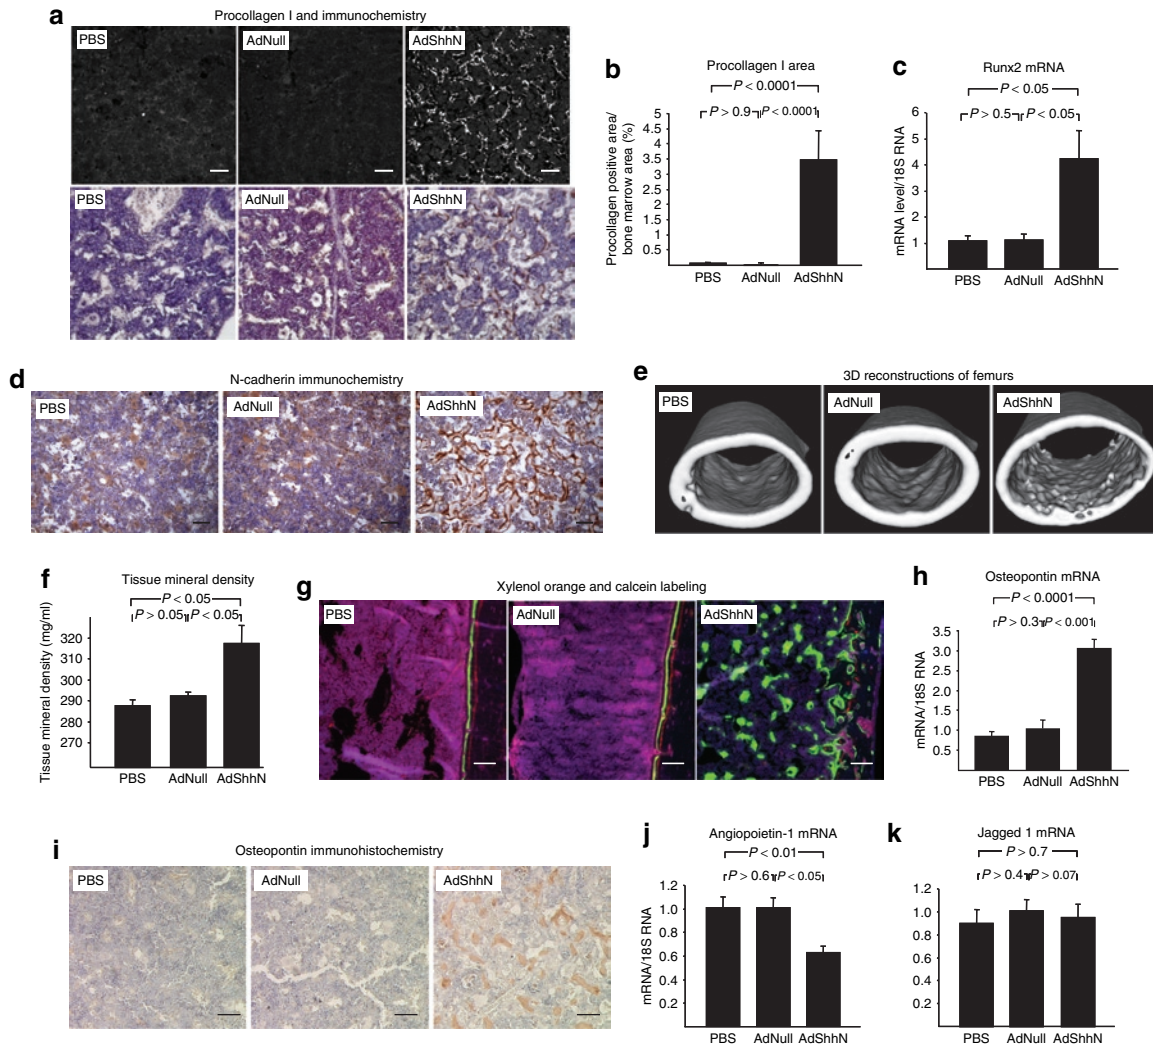 a
Procollagen I and immunochemistry
PBS
AdNull
AdShhN
PBS
AdNull
AdShhN
b
Procollagen I area
P < 0.0001
P > 0.9 P < 0.0001
Procollagen positive area/
bone marrow area (%)
5
4.5
4
3.5
3
2.5
2
1.5
1
0.5
PBS AdNull AdShhN
c
Runx2 mRNA
P < 0.05
P > 0.5 P < 0.05
mRNA level/18S RNA
6
5
4
3
2
1
PBS AdNull AdShhN
d
N-cadherin immunochemistry
PBS
AdNull
AdShhN
e
3D reconstructions of femurs
PBS
AdNull
AdShhN
f
Tissue mineral density
P < 0.05
P > 0.05 P < 0.05
Tissue mineral density (mg/ml)
320
310
300
290
280
270
PBS AdNull AdShhN
g
Xylenol orange and calcein labeling
PBS
AdNull
AdShhN
h
Osteopontin mRNA
P < 0.0001
P > 0.3 P < 0.001
mRNA/18S RNA
3.5
3.0
2.5
2.0
1.5
1.0
0.5
PBS AdNull AdShhN
i
Osteopontin immunohistochemistry
PBS
AdNull
AdShhN
j
Angiopoietin-1 mRNA
P < 0.01
P > 0.6 P < 0.05
mRNA/18S RNA
1.2
1.0
0.8
0.6
0.4
0.2
PBS AdNull AdShhN
k
Jagged 1 mRNA
P > 0.7
P > 0.4 P > 0.07
1.2
1.0
0.8
0.6
0.4
0.2
PBS AdNull AdShhN